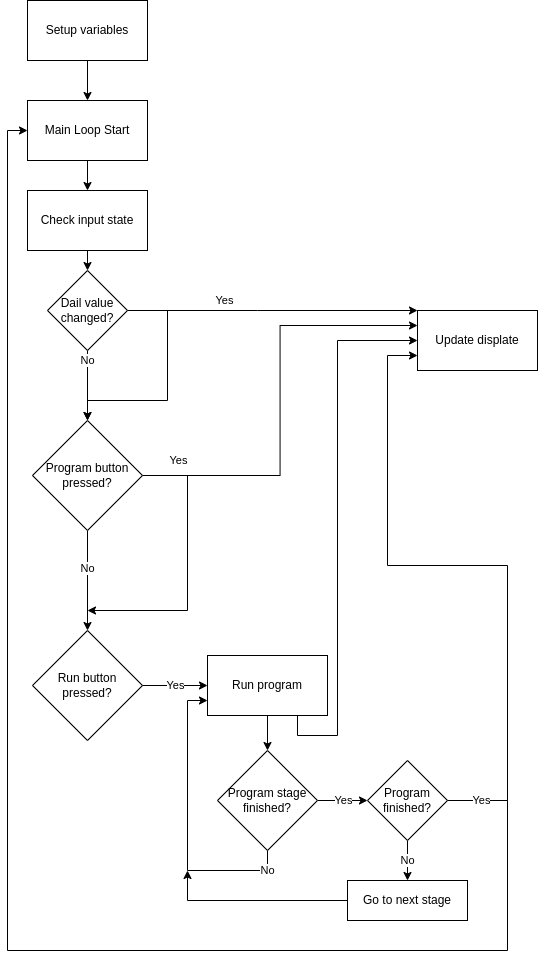 Setup variables
Main Loop Start
Check input state
Dail value
changed?
Yes
Update displate
No
Program button
pressed?
Yes
No
Run button
pressed?
Yes
Run program
Program stage
finished?
Yes
Program
finished?
Yes
No
No
Go to next stage